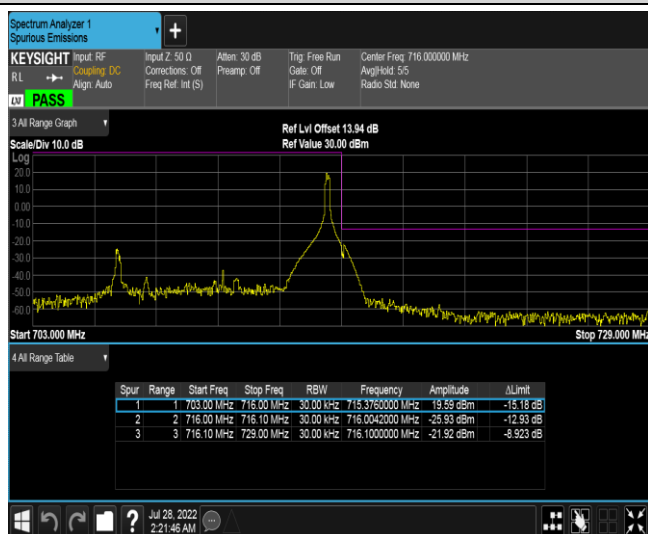 Spectrum Analyzer 1
Spurious Emissions
+
KEYSIGHT Input: RF Input Z: 50 Ω Atten: 30 dB Trig: Free Run Center Freq: 716.000000 MHz
RL Coupling: DC Corrections: Off Preamp: Off Gate: Off Avg|Hold: 5/5
Align: Auto Freq Ref: Int (S) IF Gain: Low Radio Std: None
LXI PASS
3 All Range Graph
Ref Lvl Offset 13.94 dB
Scale/Div 10.0 dB Ref Value 30.00 dBm
Log
20.0
10.0
0.00
-10.0
-20.0
-30.0
-40.0
-50.0
-60.0
Start 703.000 MHz Stop 729.000 MHz
4 All Range Table
Spur Range Start Freq Stop Freq RBW Frequency Amplitude ΔLimit
1 1 703.00 MHz 716.00 MHz 30.00 kHz 715.3760000 MHz 19.59 dBm -15.18 dB
2 2 716.00 MHz 716.10 MHz 30.00 kHz 716.0042000 MHz -25.93 dBm -12.93 dB
3 3 716.10 MHz 729.00 MHz 30.00 kHz 716.1000000 MHz -21.92 dBm -8.923 dB
? Jul 28, 2022
2:21:46 AM